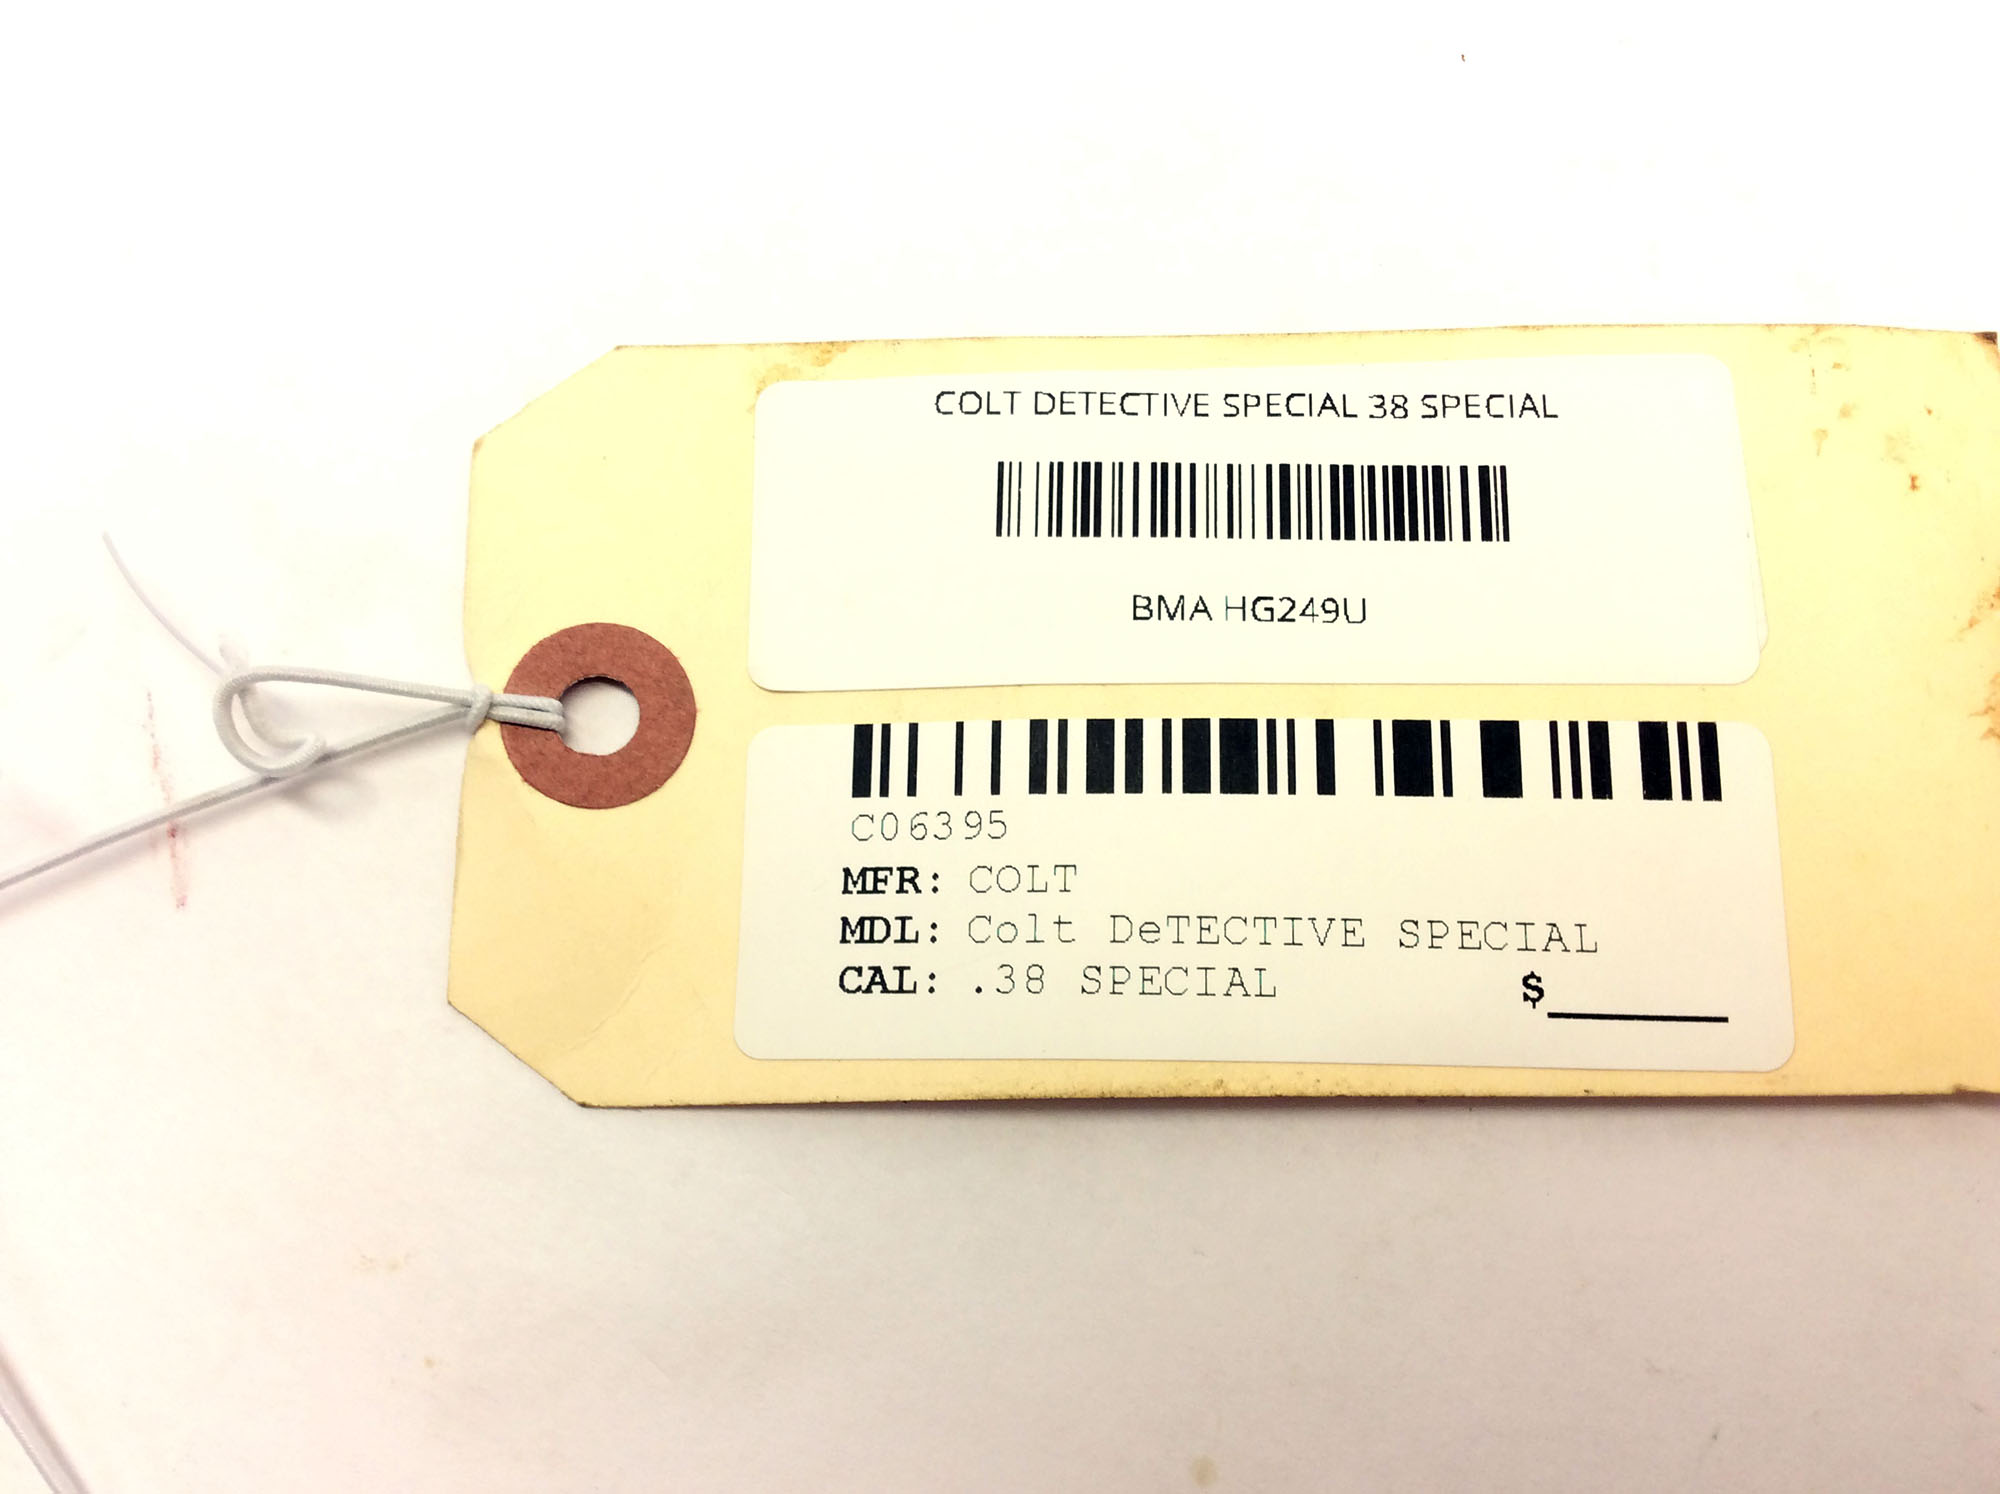 COLT DETECTIVE SPECIAL 38 SPECIAL
BMA HG249U
C06395
MFR: COLT
MDL: Colt DeTECTIVE SPECIAL
CAL: .38 SPECIAL
$